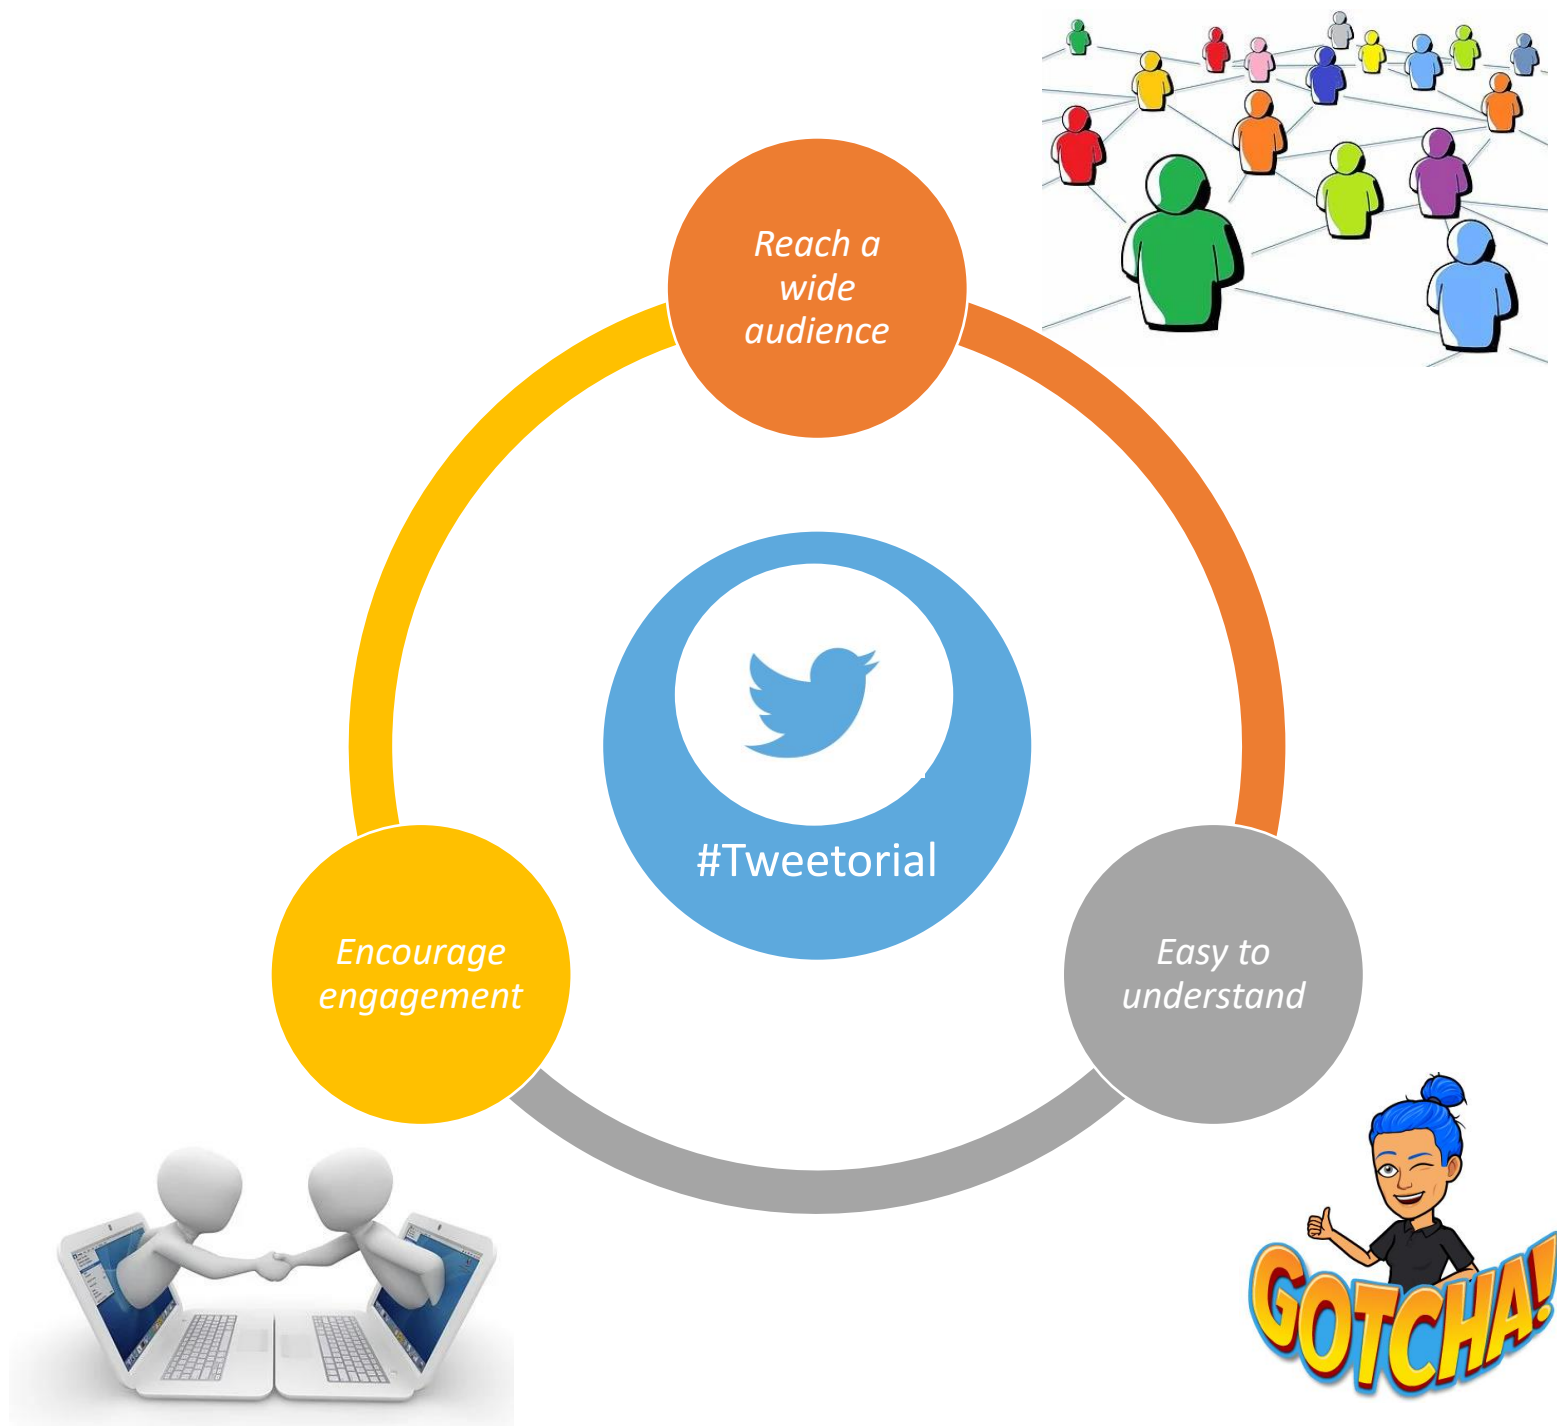 Reach a
wide
audience
#Tweetorial
Encourage
engagement
Easy to
understand
GOTCHA!